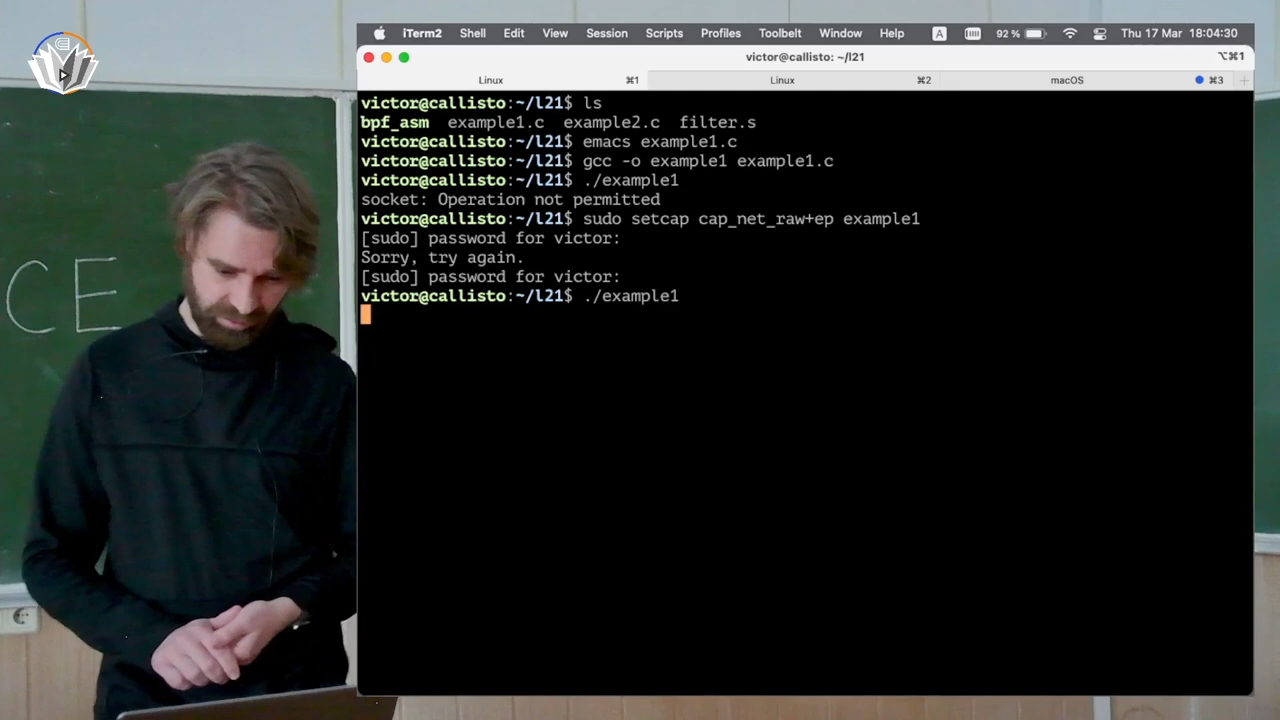 CE
iTerm2 Shell Edit View Window Session Scripts Profiles Toolbelt Window Help A 92 % Thu 17 Mar 18:04:30
victor@callisto: ~/l21 ⌥⌘1
Linux ⌘1 Linux ⌘2 macOS ⌘3
victor@callisto:~/l21$ ls
bpf_asm example1.c example2.c filter.s
victor@callisto:~/l21$ emacs example1.c
victor@callisto:~/l21$ gcc -o example1 example1.c
victor@callisto:~/l21$ ./example1
socket: Operation not permitted
victor@callisto:~/l21$ sudo setcap cap_net_raw+ep example1
[sudo] password for victor:
Sorry, try again.
[sudo] password for victor:
victor@callisto:~/l21$ ./example1